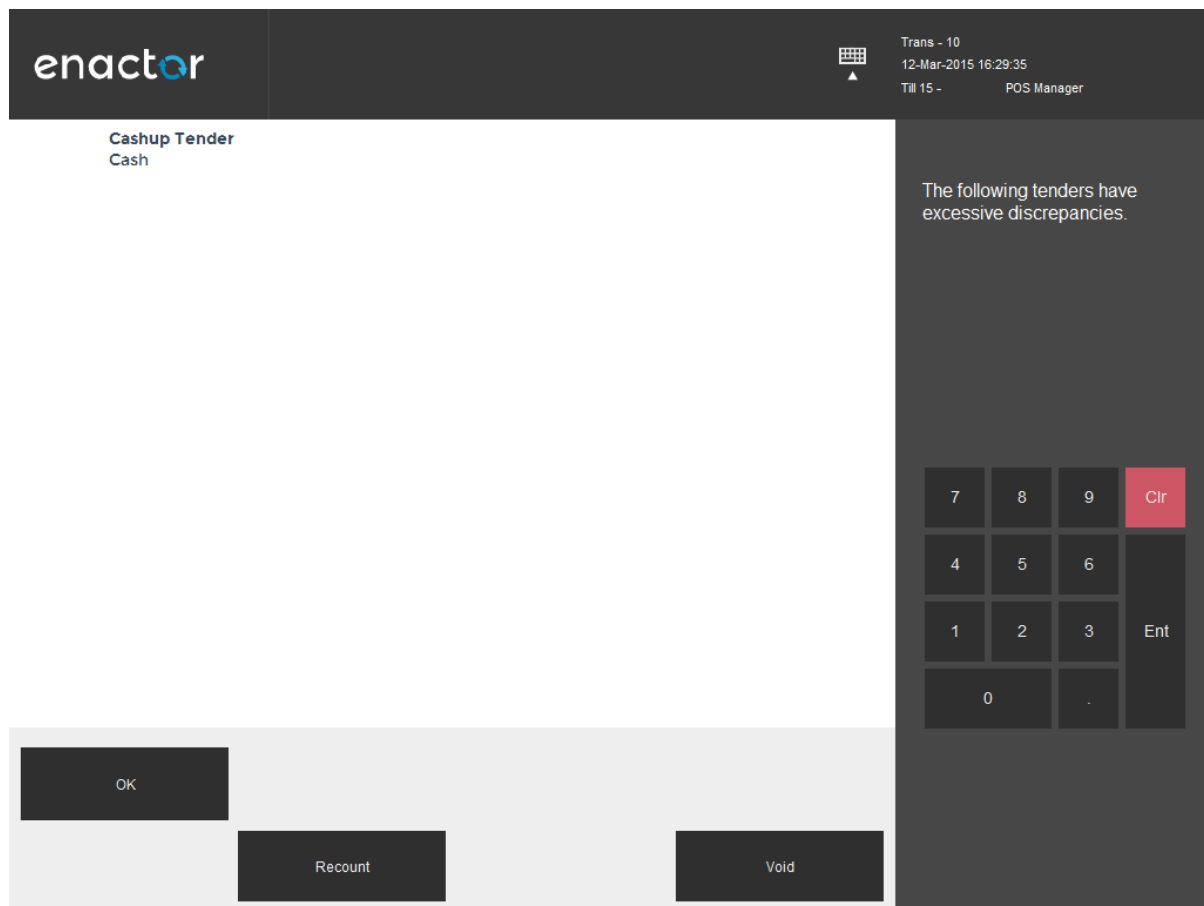 enactor
Trans - 10
12-Mar-2015 16:29:35
Till 15 - POS Manager
Cashup Tender
Cash
The following tenders have
excessive discrepancies.
7 8 9 Clr
4 5 6
1 2 3 Ent
0 .
OK
Recount Void